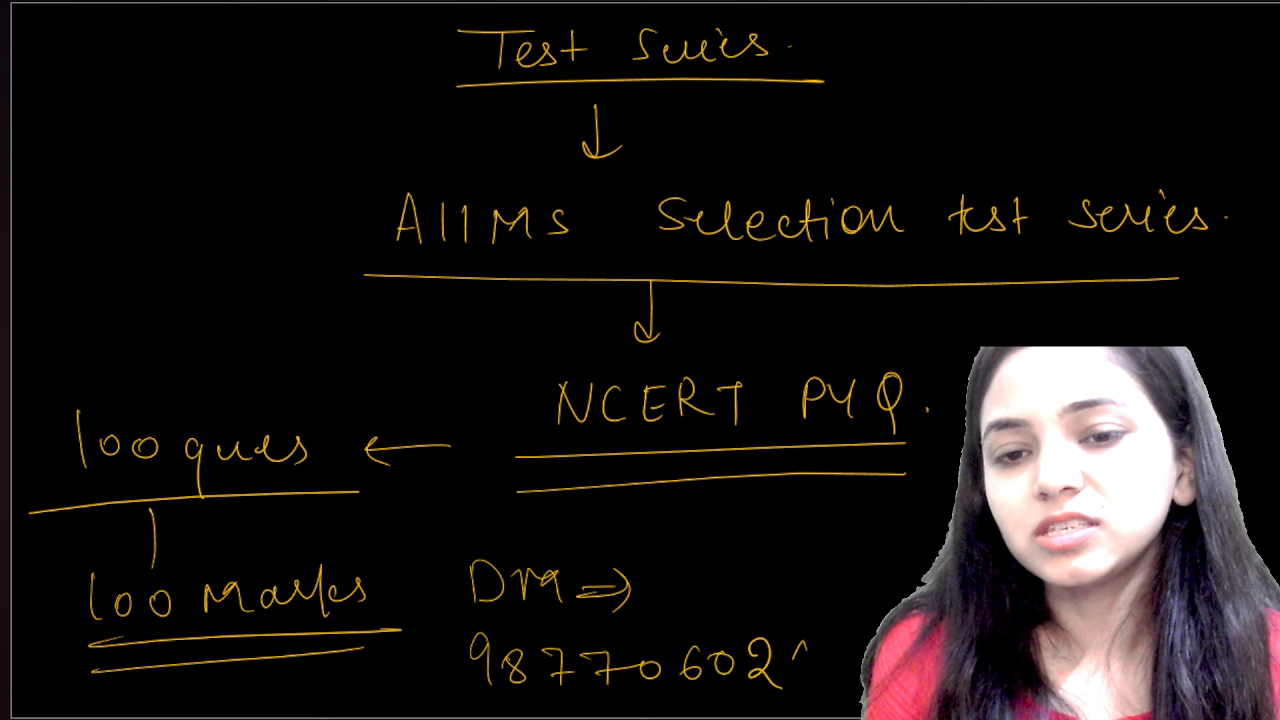 Test Series.
AIIMS Selection test series.
NCERT PYQ.
100 ques
100 Marks
DM ⇒
98770602